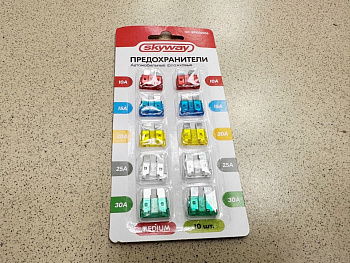 skyway
ПРЕДОХРАНИТЕЛИ
Автомобильные флажковые
10A 10A
15A 15A
20A 20A
25A 25A
30A 30A
MEDIUM 10 шт.